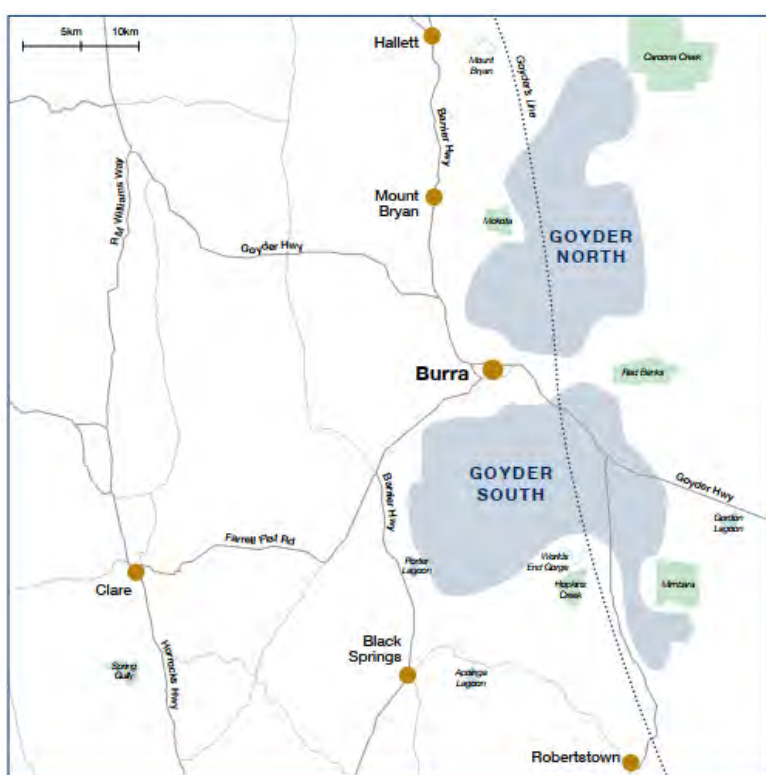 5km 10km
Hallett
Mount
Bryan
Goyder's Line
Caroona Creek
Barrier Hwy
RM Williams Way
Mount
Bryan
Mokota
Goyder Hwy
GOYDER
NORTH
Burra
Red Banks
GOYDER
SOUTH
Goyder Hwy
Barrier Hwy
Gordon
Lagoon
Farrell Flat Rd
Porter
Lagoon
Worlds
End Gorge
Hopkins
Creek
Mimbara
Clare
Black
Springs
Spring
Gully
Horrocks Hwy
Apoinga
Lagoon
Robertstown